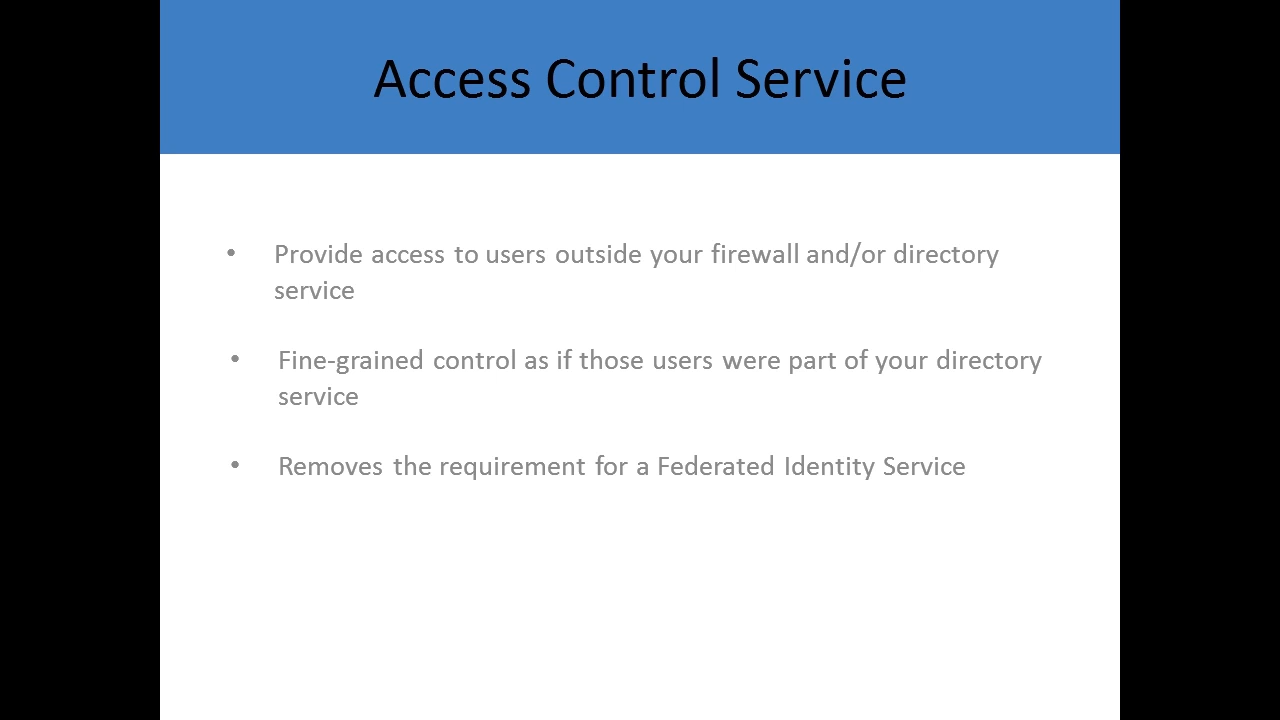 Access Control Service
• Provide access to users outside your firewall and/or directory
service
• Fine-grained control as if those users were part of your directory
service
• Removes the requirement for a Federated Identity Service